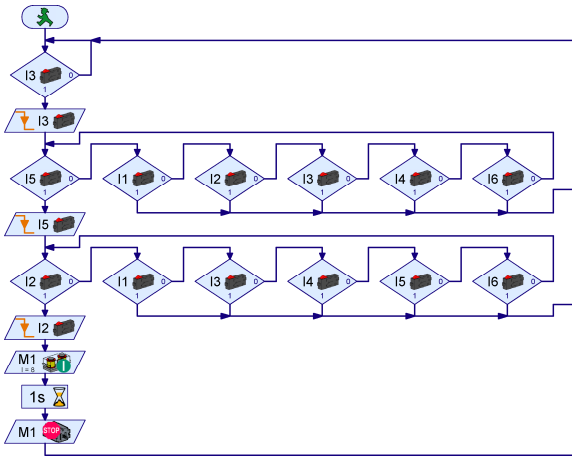 I3 0
1
I3
I5 0 I1 0 I2 0 I3 0 I4 0 I6 0
1 1 1 1 1 1
I5
I2 0 I1 0 I3 0 I4 0 I5 0 I6 0
1 1 1 1 1 1
I2
M1
I = 8
1s
M1 STOP